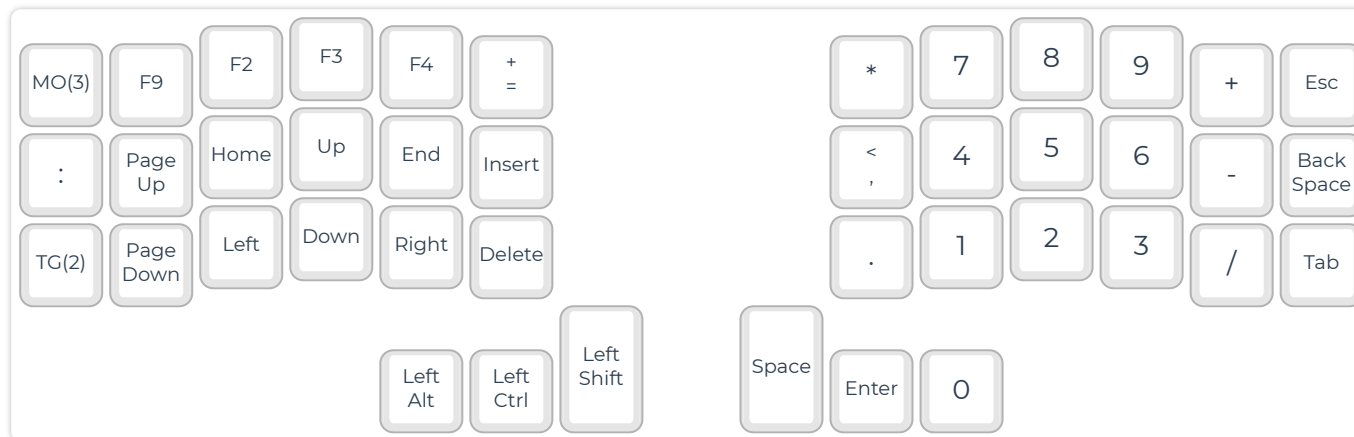 MO(3) F9 F2 F3 F4 +
=
* 7 8 9 + Esc
: Page
Up
Home Up End Insert
<
,
4 5 6 - Back
Space
TG(2) Page
Down
Left Down Right Delete
. 1 2 3 / Tab
Left
Alt
Left
Ctrl
Left
Shift
Space Enter 0